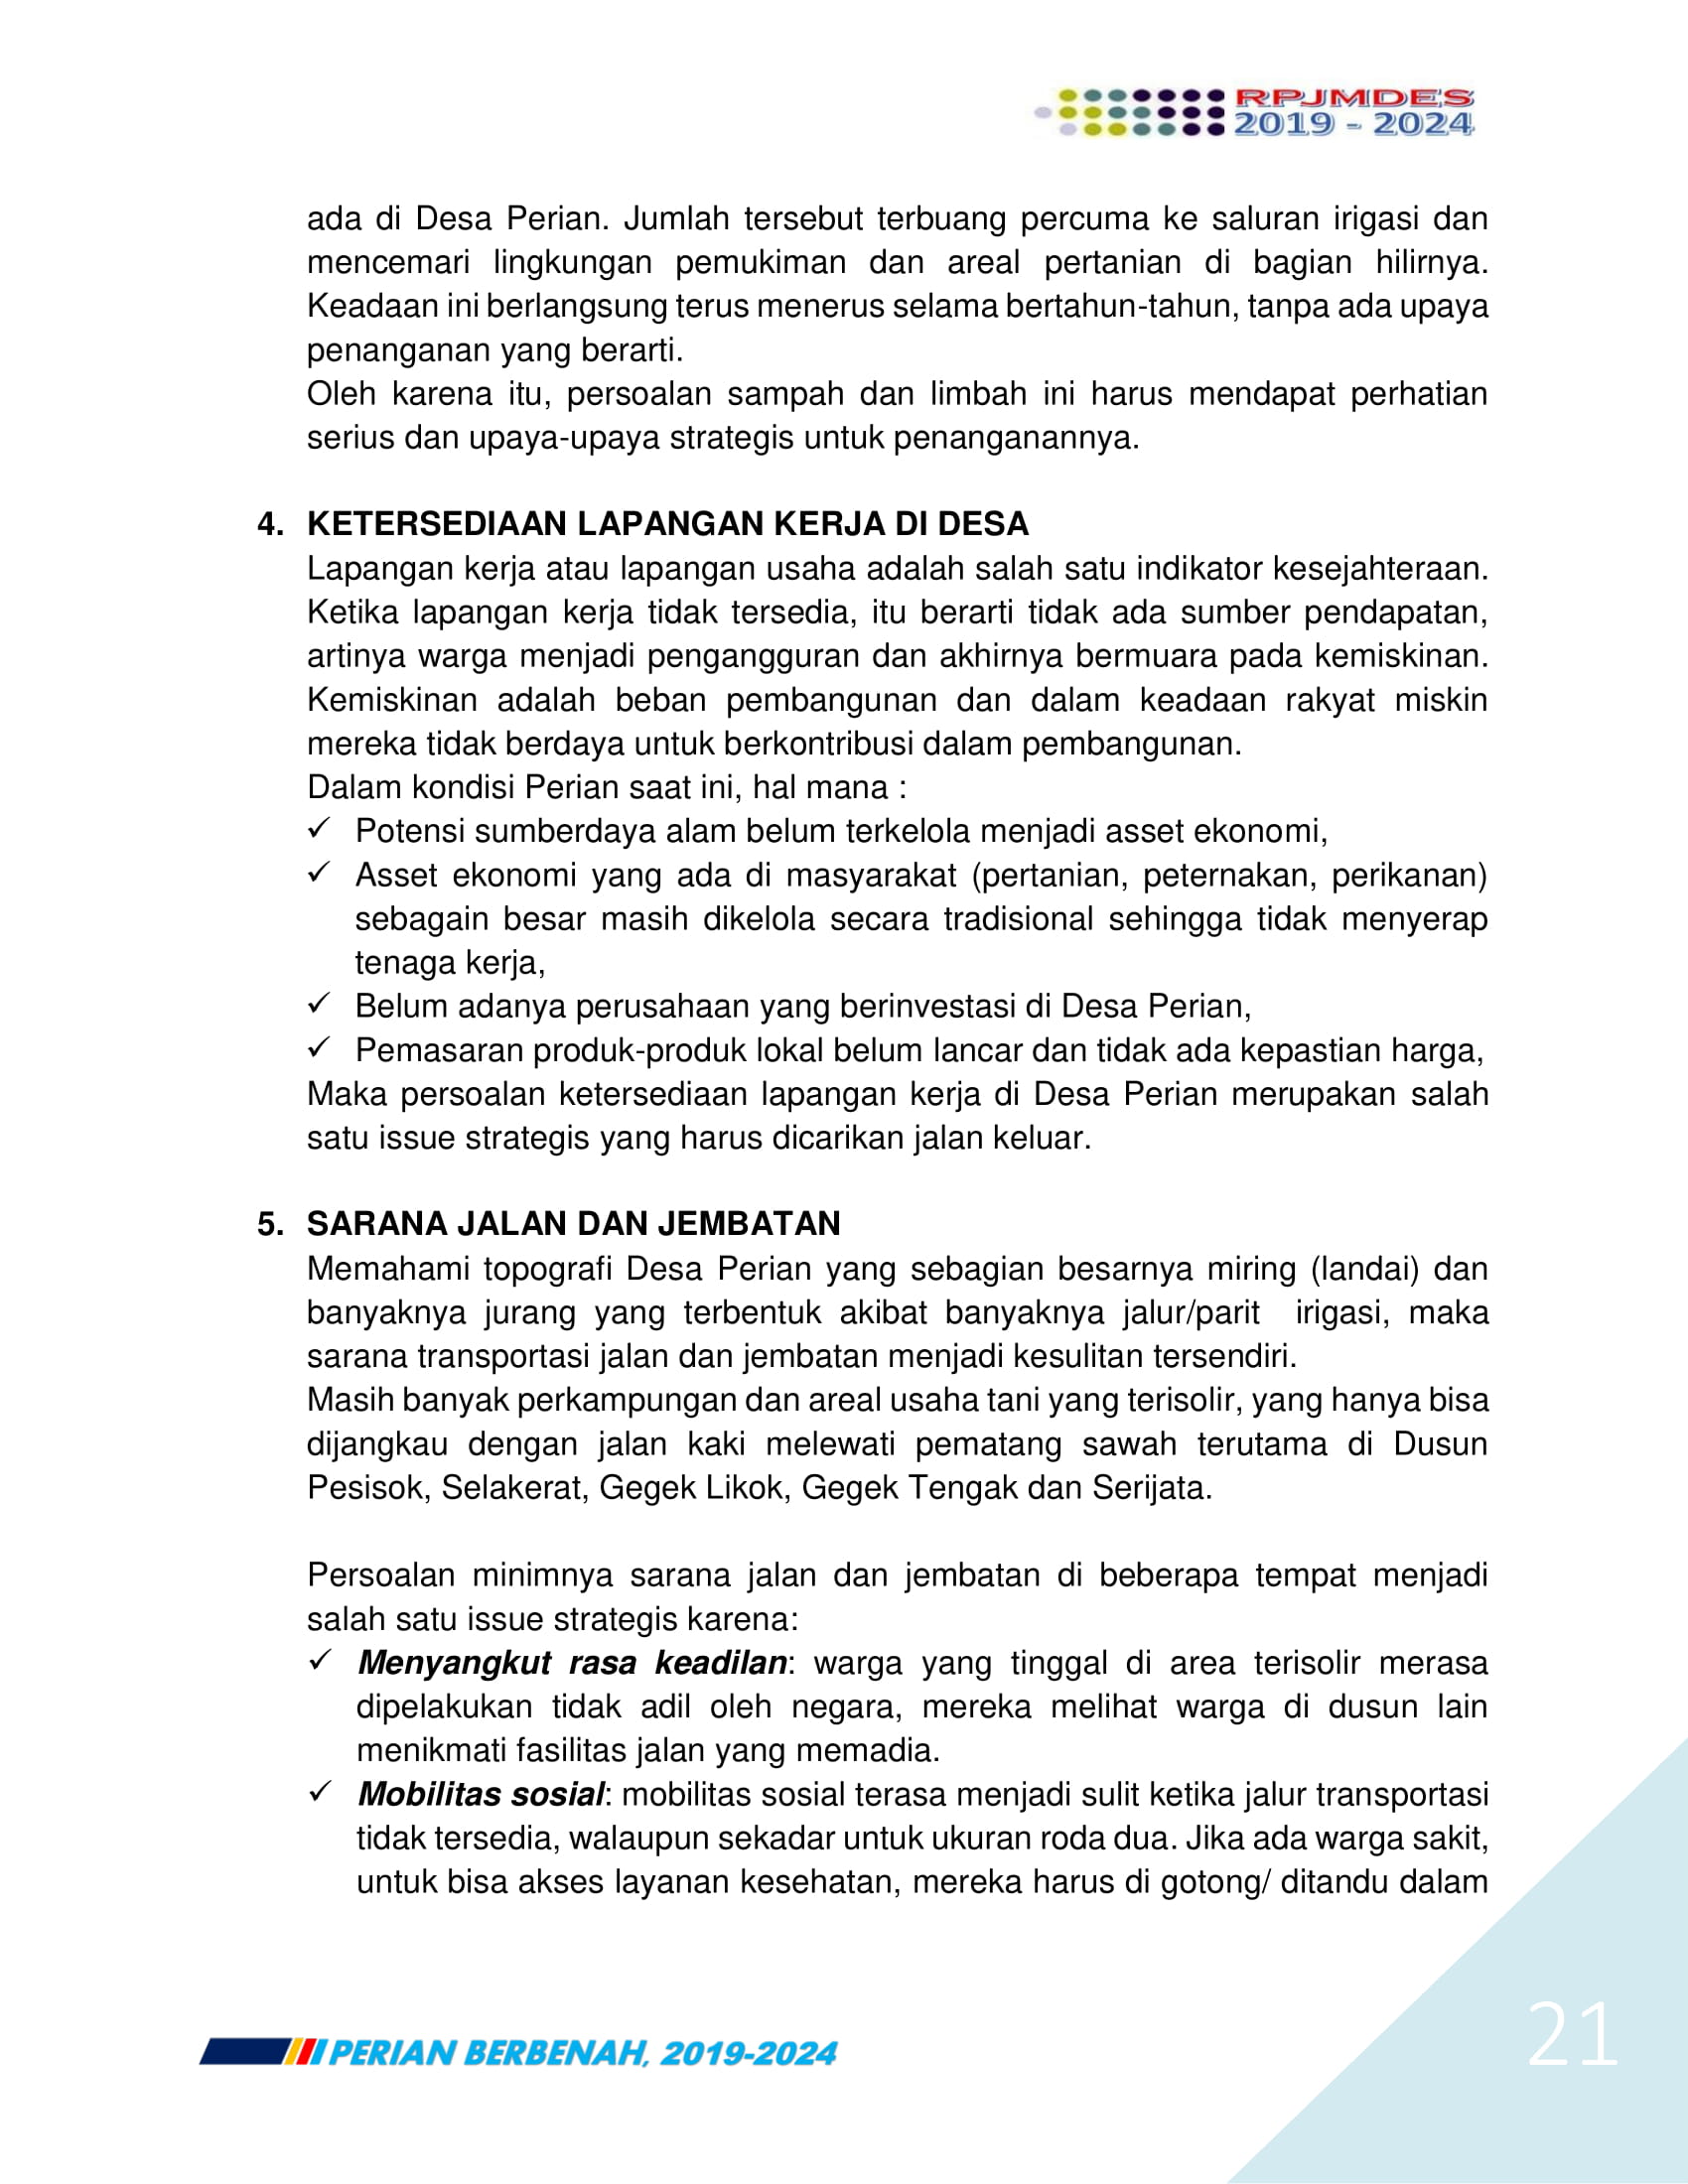 RPJMDES
2019 - 2024
ada di Desa Perian. Jumlah tersebut terbuang percuma ke saluran irigasi dan
mencemari lingkungan pemukiman dan areal pertanian di bagian hilirnya.
Keadaan ini berlangsung terus menerus selama bertahun-tahun, tanpa ada upaya
penanganan yang berarti.
Oleh karena itu, persoalan sampah dan limbah ini harus mendapat perhatian
serius dan upaya-upaya strategis untuk penanganannya.
4. KETERSEDIAAN LAPANGAN KERJA DI DESA
Lapangan kerja atau lapangan usaha adalah salah satu indikator kesejahteraan.
Ketika lapangan kerja tidak tersedia, itu berarti tidak ada sumber pendapatan,
artinya warga menjadi pengangguran dan akhirnya bermuara pada kemiskinan.
Kemiskinan adalah beban pembangunan dan dalam keadaan rakyat miskin
mereka tidak berdaya untuk berkontribusi dalam pembangunan.
Dalam kondisi Perian saat ini, hal mana :
✓ Potensi sumberdaya alam belum terkelola menjadi asset ekonomi,
✓ Asset ekonomi yang ada di masyarakat (pertanian, peternakan, perikanan)
sebagain besar masih dikelola secara tradisional sehingga tidak menyerap
tenaga kerja,
✓ Belum adanya perusahaan yang berinvestasi di Desa Perian,
✓ Pemasaran produk-produk lokal belum lancar dan tidak ada kepastian harga,
Maka persoalan ketersediaan lapangan kerja di Desa Perian merupakan salah
satu issue strategis yang harus dicarikan jalan keluar.
5. SARANA JALAN DAN JEMBATAN
Memahami topografi Desa Perian yang sebagian besarnya miring (landai) dan
banyaknya jurang yang terbentuk akibat banyaknya jalur/parit irigasi, maka
sarana transportasi jalan dan jembatan menjadi kesulitan tersendiri.
Masih banyak perkampungan dan areal usaha tani yang terisolir, yang hanya bisa
dijangkau dengan jalan kaki melewati pematang sawah terutama di Dusun
Pesisok, Selakerat, Gegek Likok, Gegek Tengak dan Serijata.
Persoalan minimnya sarana jalan dan jembatan di beberapa tempat menjadi
salah satu issue strategis karena:
✓ Menyangkut rasa keadilan: warga yang tinggal di area terisolir merasa
dipelakukan tidak adil oleh negara, mereka melihat warga di dusun lain
menikmati fasilitas jalan yang memadia.
✓ Mobilitas sosial: mobilitas sosial terasa menjadi sulit ketika jalur transportasi
tidak tersedia, walaupun sekadar untuk ukuran roda dua. Jika ada warga sakit,
untuk bisa akses layanan kesehatan, mereka harus di gotong/ ditandu dalam
21
PERIAN BERBENAH, 2019-2024